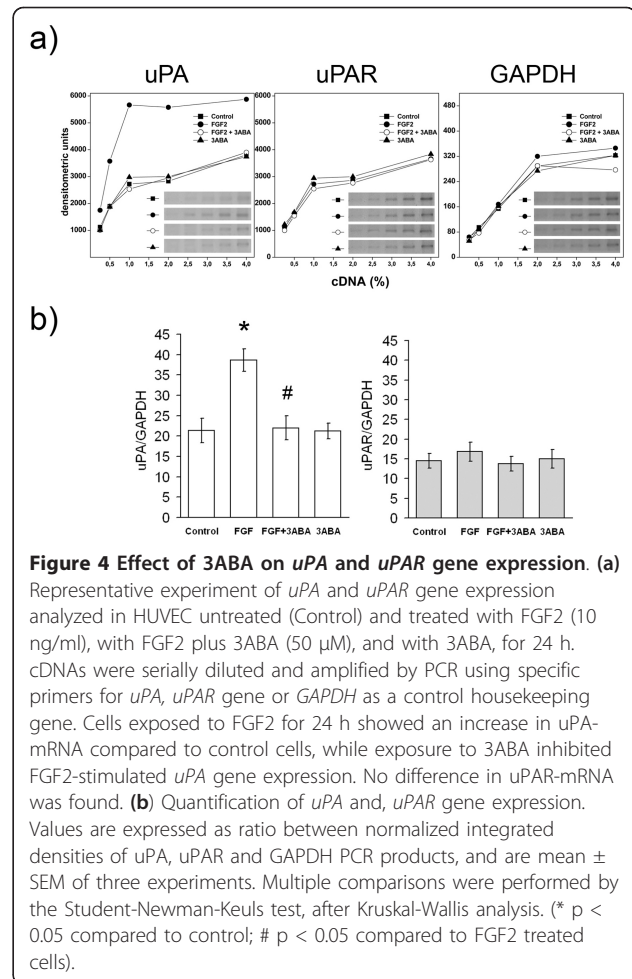 a)
uPA uPAR GAPDH
densitometric units
6000
5000
4000
3000
2000
1000
Control
FGF2
FGF2 + 3ABA
3ABA
0,5 1,0 1,5 2,0 2,5 3,0 3,5 4,0
6000
5000
4000
3000
2000
1000
Control
FGF2
FGF2 + 3ABA
3ABA
0,5 1,0 1,5 2,0 2,5 3,0 3,5 4,0
480
400
320
240
160
80
0
Control
FGF2
FGF2 + 3ABA
3ABA
0,5 1,0 1,5 2,0 2,5 3,0 3,5 4,0
cDNA (%)
b)
uPA/GAPDH
45
40
35
30
25
20
15
10
5
0
*
#
Control FGF FGF+3ABA 3ABA
uPAR/GAPDH
45
40
35
30
25
20
15
10
5
0
Control FGF FGF+3ABA 3ABA
Figure 4 Effect of 3ABA on uPA and uPAR gene expression. (a)
Representative experiment of uPA and uPAR gene expression
analyzed in HUVEC untreated (Control) and treated with FGF2 (10
ng/ml), with FGF2 plus 3ABA (50 μM), and with 3ABA, for 24 h.
cDNAs were serially diluted and amplified by PCR using specific
primers for uPA, uPAR gene or GAPDH as a control housekeeping
gene. Cells exposed to FGF2 for 24 h showed an increase in uPA-
mRNA compared to control cells, while exposure to 3ABA inhibited
FGF2-stimulated uPA gene expression. No difference in uPAR-mRNA
was found. (b) Quantification of uPA and, uPAR gene expression.
Values are expressed as ratio between normalized integrated
densities of uPA, uPAR and GAPDH PCR products, and are mean ±
SEM of three experiments. Multiple comparisons were performed by
the Student-Newman-Keuls test, after Kruskal-Wallis analysis. (* p <
0.05 compared to control; # p < 0.05 compared to FGF2 treated
cells).